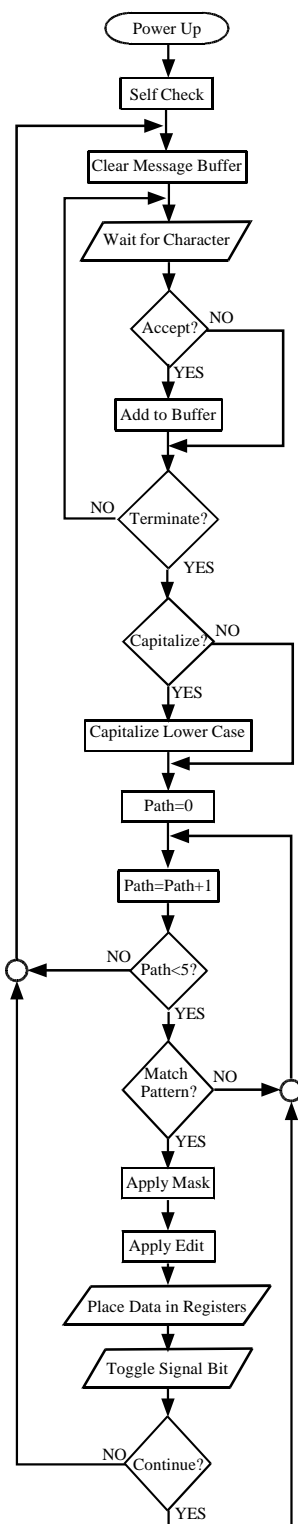 Power Up
Self Check
Clear Message Buffer
Wait for Character
Accept?
NO
YES
Add to Buffer
NO
Terminate?
YES
Capitalize?
NO
YES
Capitalize Lower Case
Path=0
Path=Path+1
NO
Path<5?
YES
Match
Pattern?
NO
YES
Apply Mask
Apply Edit
Place Data in Registers
Toggle Signal Bit
NO
Continue?
YES